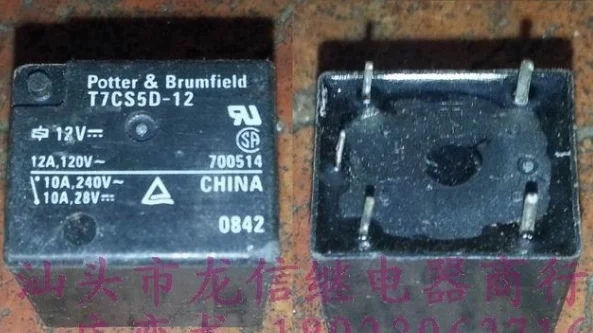 Potter & Brumfield
T7CS5D-12
12V⎓
12A,120V~ 700514
10A,240V~ CHINA
10A,28V⎓
0842
汕头市龙信继电器商行